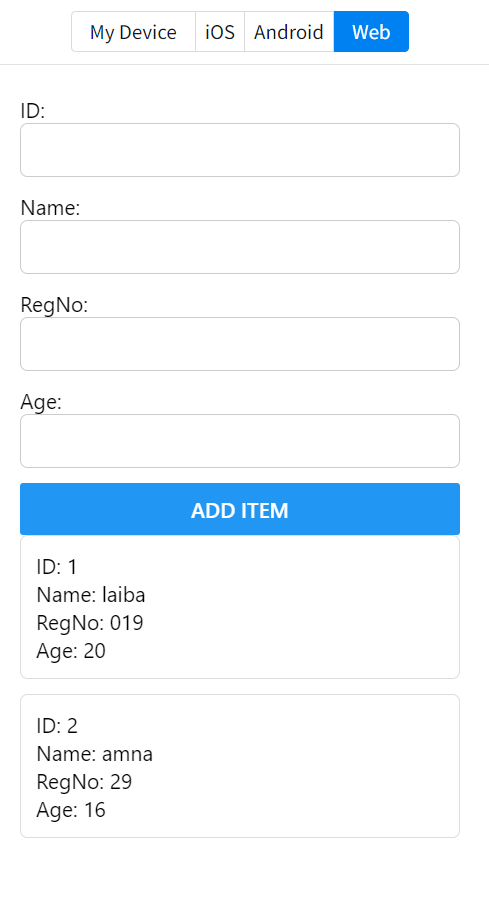 My Device iOS Android Web
ID:
Name:
RegNo:
Age:
ADD ITEM
ID: 1
Name: laiba
RegNo: 019
Age: 20
ID: 2
Name: amna
RegNo: 29
Age: 16